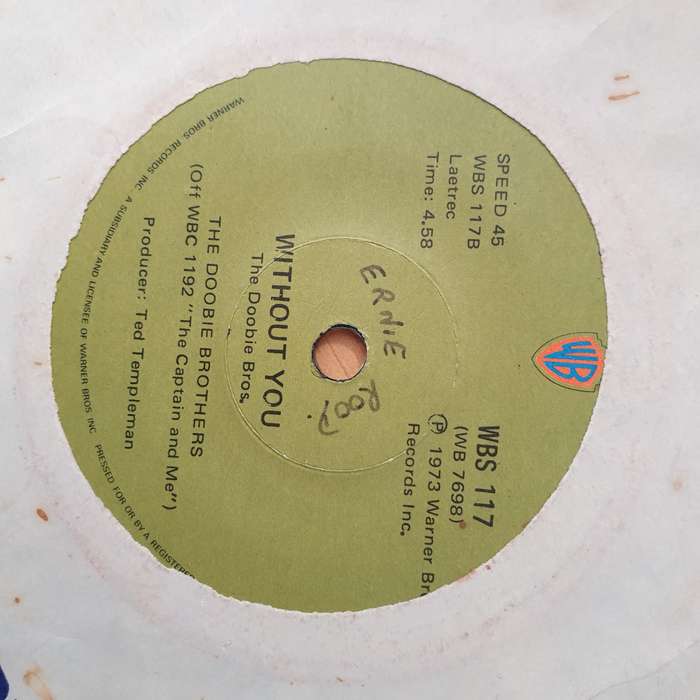 WB
SPEED 45
WBS 117B
Laetrec
Time: 4.58
WBS 117
(WB 7698)
℗ 1973 Warner Br
Records Inc.
ERNIE
WITHOUT YOU
The Doobie Bros.
THE DOOBIE BROTHERS
(Off WBC 1192 "The Captain and Me")
Producer: Ted Templeman
WARNER BROS. RECORDS INC. A SUBSIDIARY AND LICENSEE OF WARNER BROS INC. PRESSED FOR OR BY A REGISTERED